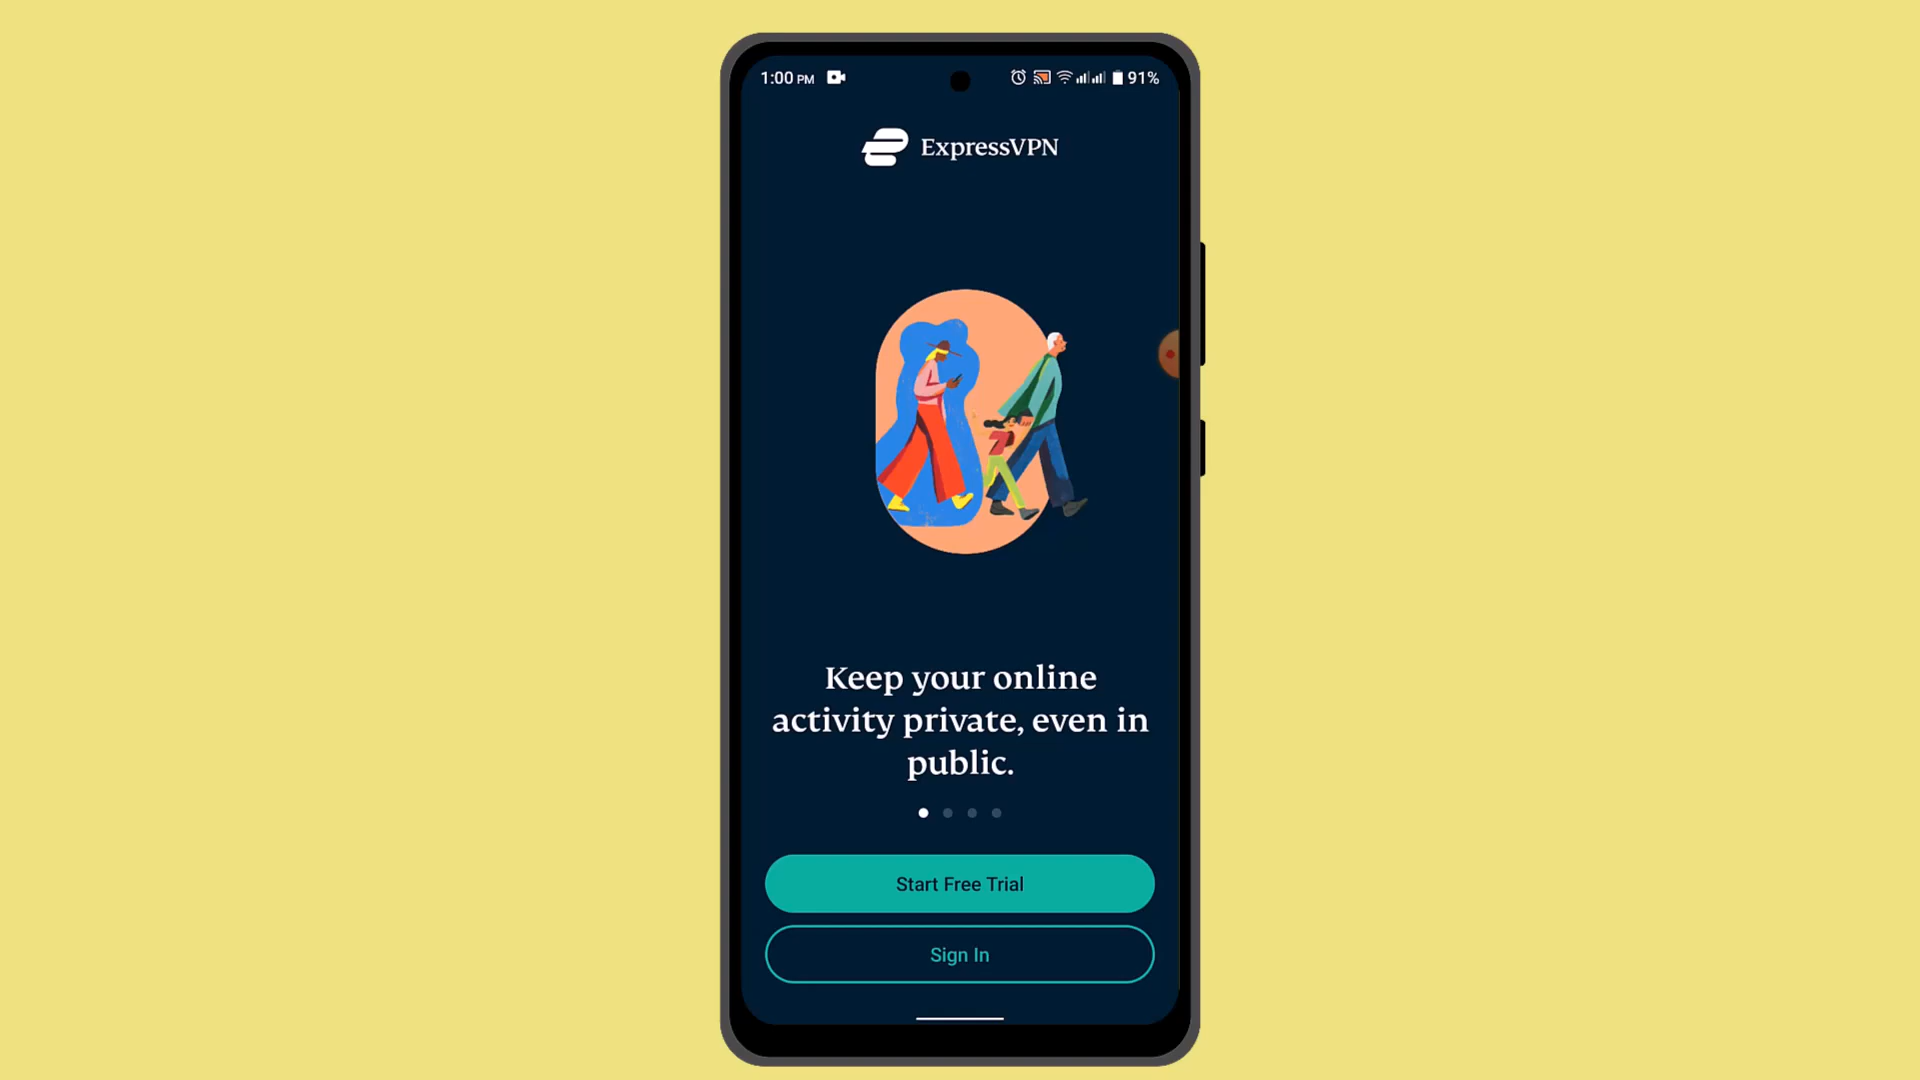 1:00 PM 91%
ExpressVPN
Keep your online
activity private, even in
public.
Start Free Trial
Sign In